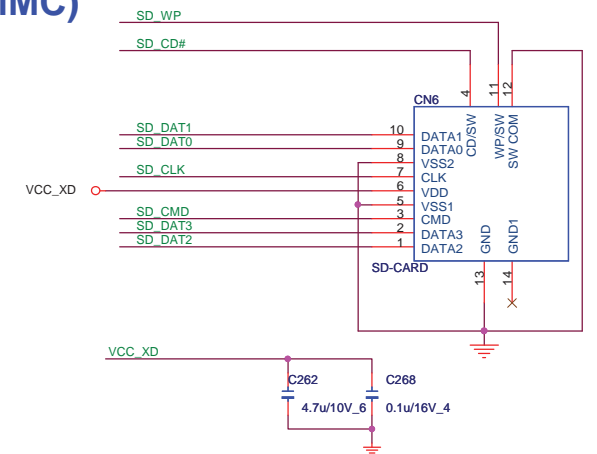 MMC)
SD_WP
SD_CD#
4
11
12
CN6
CD/SW
WP/SW
SW COM
SD_DAT1 10 DATA1
SD_DAT0 9 DATA0
8 VSS2
SD_CLK 7 CLK
VCC_XD 6 VDD
5 VSS1
SD_CMD 3 CMD
SD_DAT3 2 DATA3
SD_DAT2 1 DATA2
GND
GND1
SD-CARD
13
14
VCC_XD
C262 C268
4.7u/10V_6 0.1u/16V_4